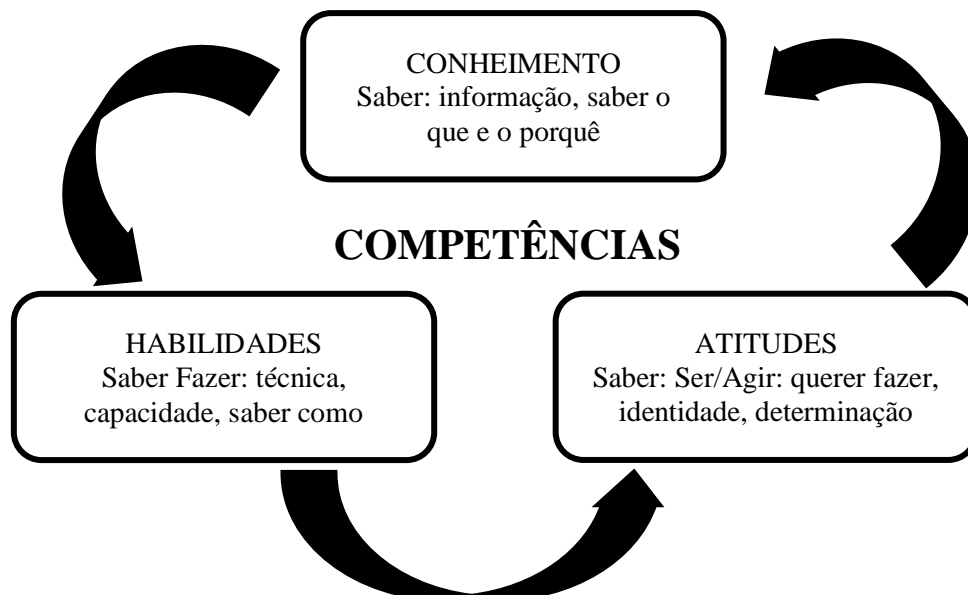 CONHEIMENTO
Saber: informação, saber o
que e o porquê
COMPETÊNCIAS
HABILIDADES
Saber Fazer: técnica,
capacidade, saber como
ATITUDES
Saber: Ser/Agir: querer fazer,
identidade, determinação